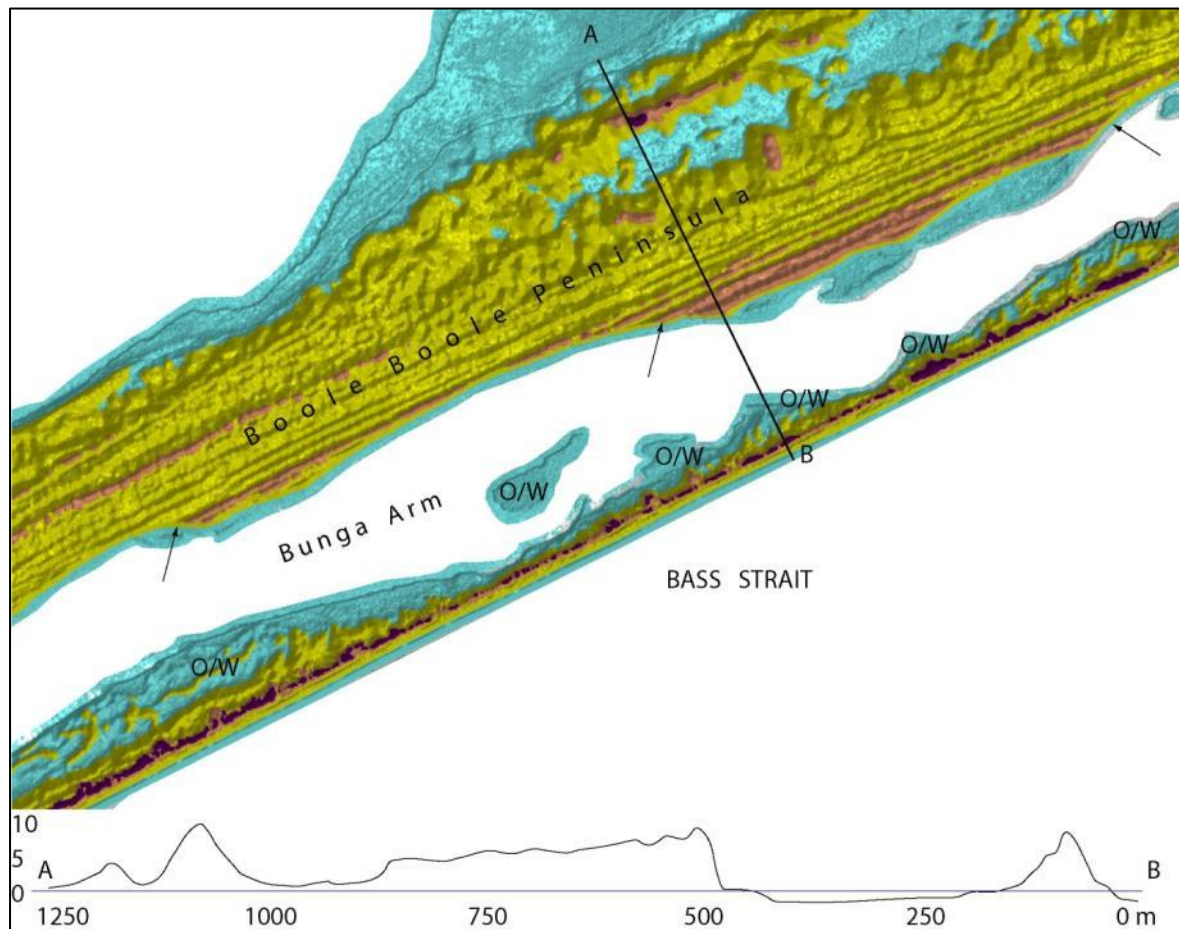 A
O/W
Boole Boole Peninsula
O/W
O/W
O/W
B
O/W
Bunga Arm
BASS STRAIT
O/W
10
5
0
A
B
1250
1000
750
500
250
0 m